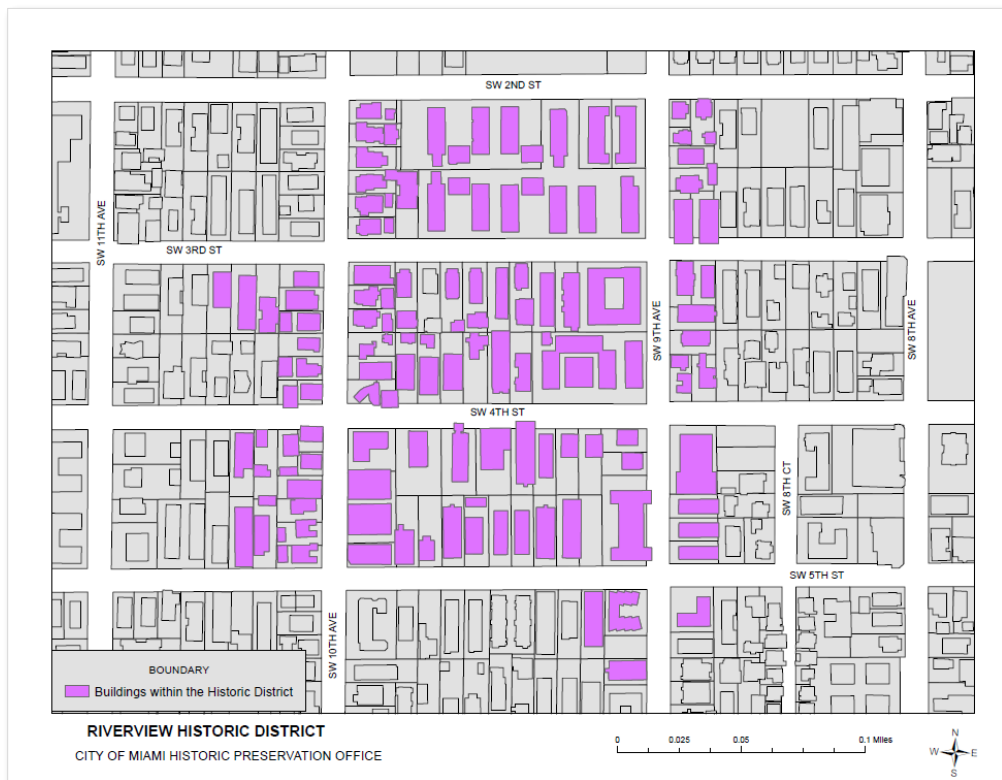 SW 2ND ST
SW 11TH AVE
SW 3RD ST
SW 9TH AVE
SW 8TH AVE
SW 4TH ST
SW 8TH CT
SW 5TH ST
SW 10TH AVE
BOUNDARY
Buildings within the Historic District
RIVERVIEW HISTORIC DISTRICT
CITY OF MIAMI HISTORIC PRESERVATION OFFICE
0 0.025 0.05 0.1 Miles
N
W E
S